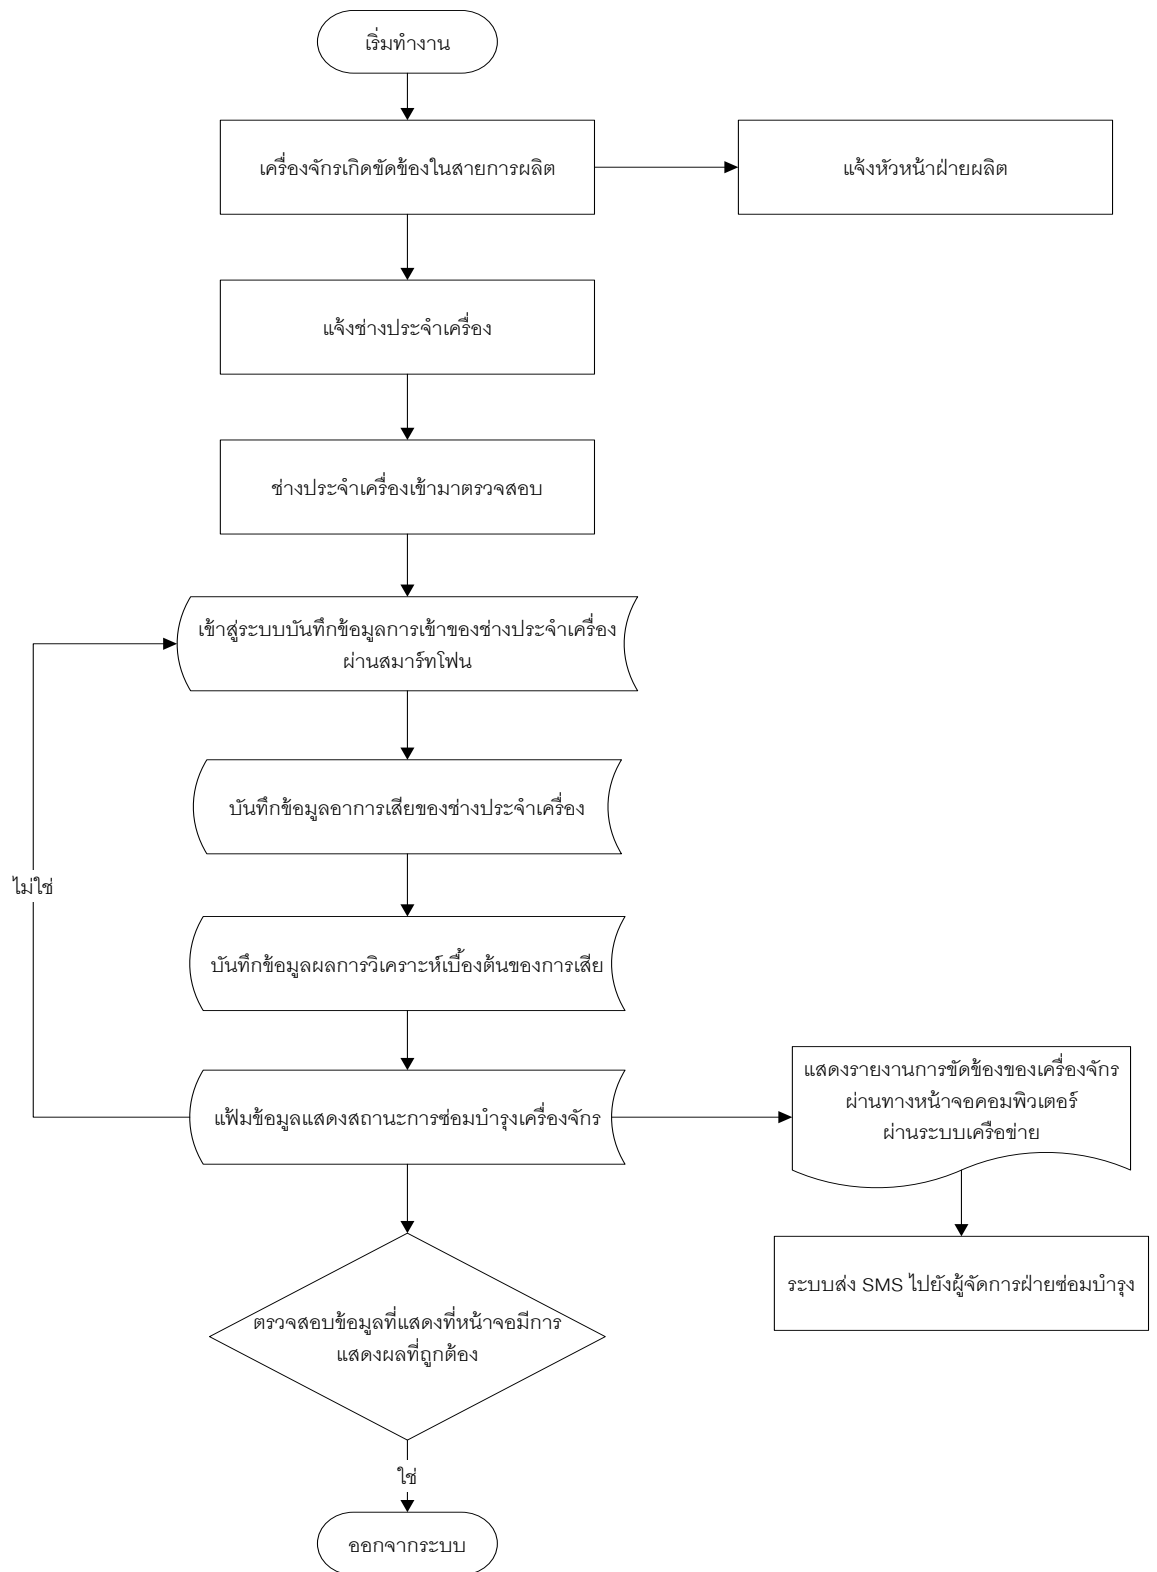 เริ่มทำงาน
เครื่องจักรเกิดขัดข้องในสายการผลิต
แจ้งหัวหน้าฝ่ายผลิต
แจ้งช่างประจำเครื่อง
ช่างประจำเครื่องเข้ามาตรวจสอบ
เข้าสู่ระบบบันทึกข้อมูลการเข้าของช่างประจำเครื่อง
ผ่านสมาร์ทโฟน
บันทึกข้อมูลอาการเสียของช่างประจำเครื่อง
ไม่ใช่
บันทึกข้อมูลผลการวิเคราะห์เบื้องต้นของการเสีย
แฟ้มข้อมูลแสดงสถานะการซ่อมบำรุงเครื่องจักร
แสดงรายงานการขัดข้องของเครื่องจักร
ผ่านทางหน้าจอคอมพิวเตอร์
ผ่านระบบเครือข่าย
ระบบส่ง SMS ไปยังผู้จัดการฝ่ายซ่อมบำรุง
ตรวจสอบข้อมูลที่แสดงที่หน้าจอมีการ
แสดงผลที่ถูกต้อง
ใช่
ออกจากระบบ